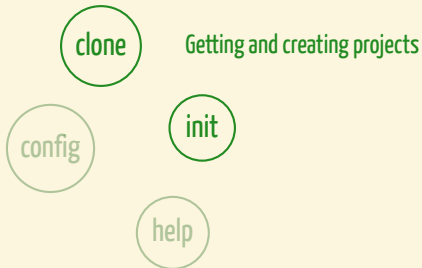 clone
Getting and creating projects
init
config
help